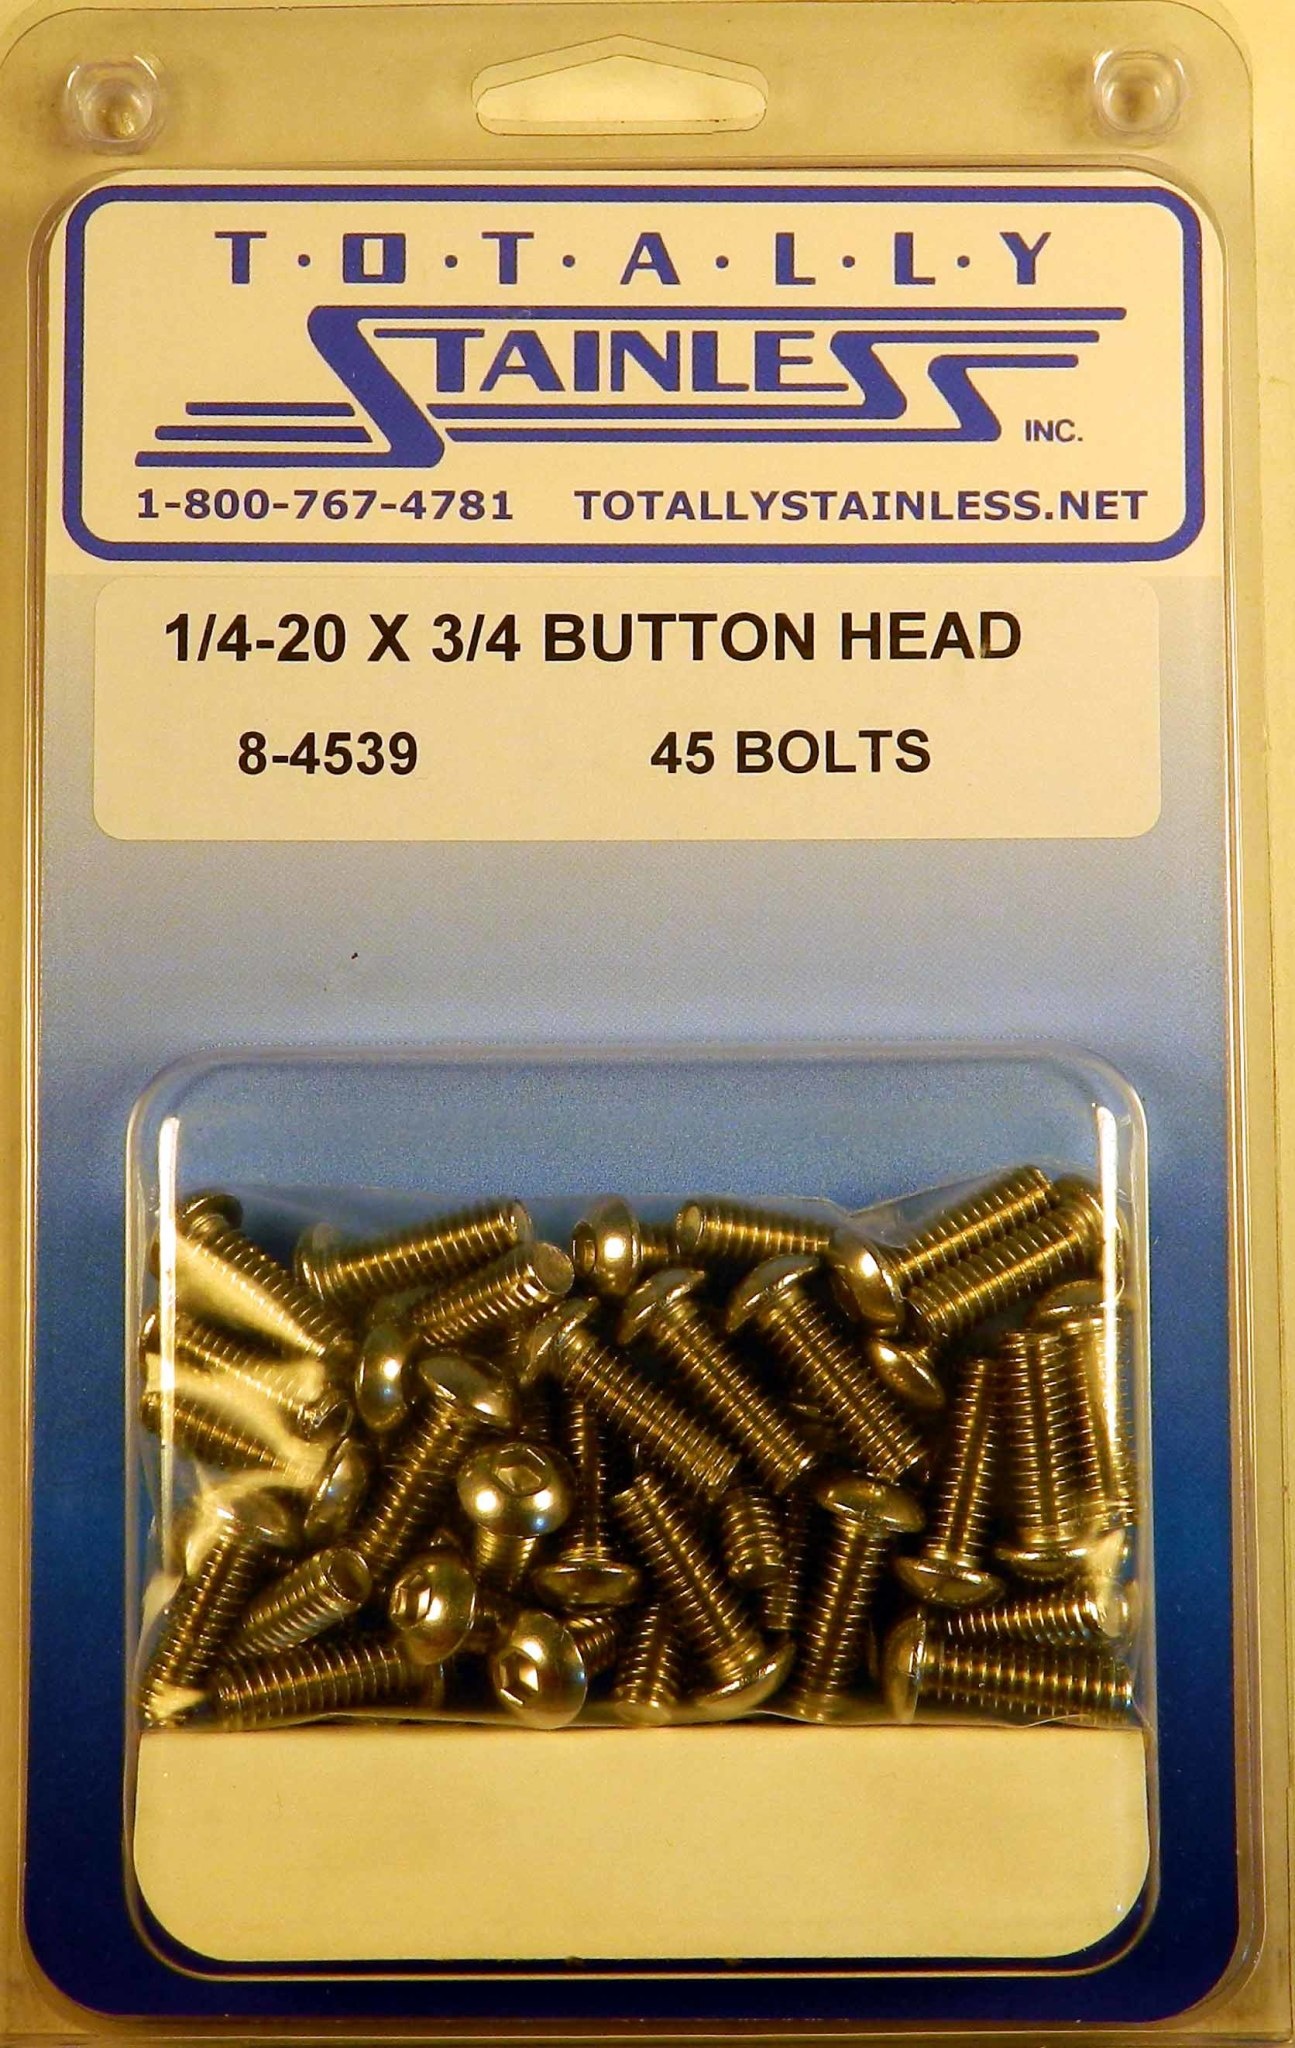 T·O·T·A·L·L·Y
STAINLESS INC.
1-800-767-4781 TOTALLYSTAINLESS.NET
1/4-20 X 3/4 BUTTON HEAD
8-4539 45 BOLTS